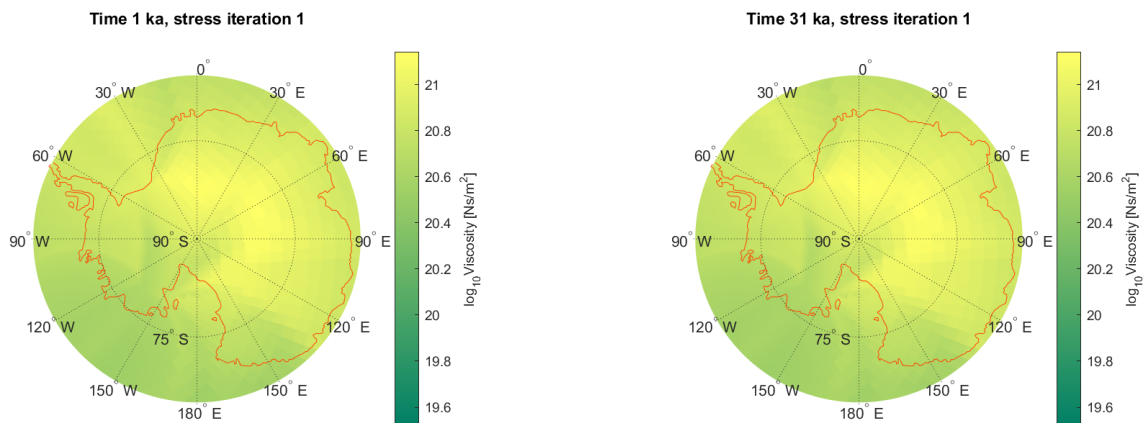 Time 1 ka, stress iteration 1
0° 
30° E
60° E
90° E
120° E
150° E
180° E
150° W
120° W
90° W
60° W
30° W
90° S
75° S
21
20.8
20.6
20.4
20.2
20
19.8
19.6
log10Viscosity [Ns/m2]
Time 31 ka, stress iteration 1
0°
30° E
60° E
90° E
120° E
150° E
180° E
150° W
120° W
90° W
60° W
30° W
90° S
75° S
21
20.8
20.6
20.4
20.2
20
19.8
19.6
log10Viscosity [Ns/m2]